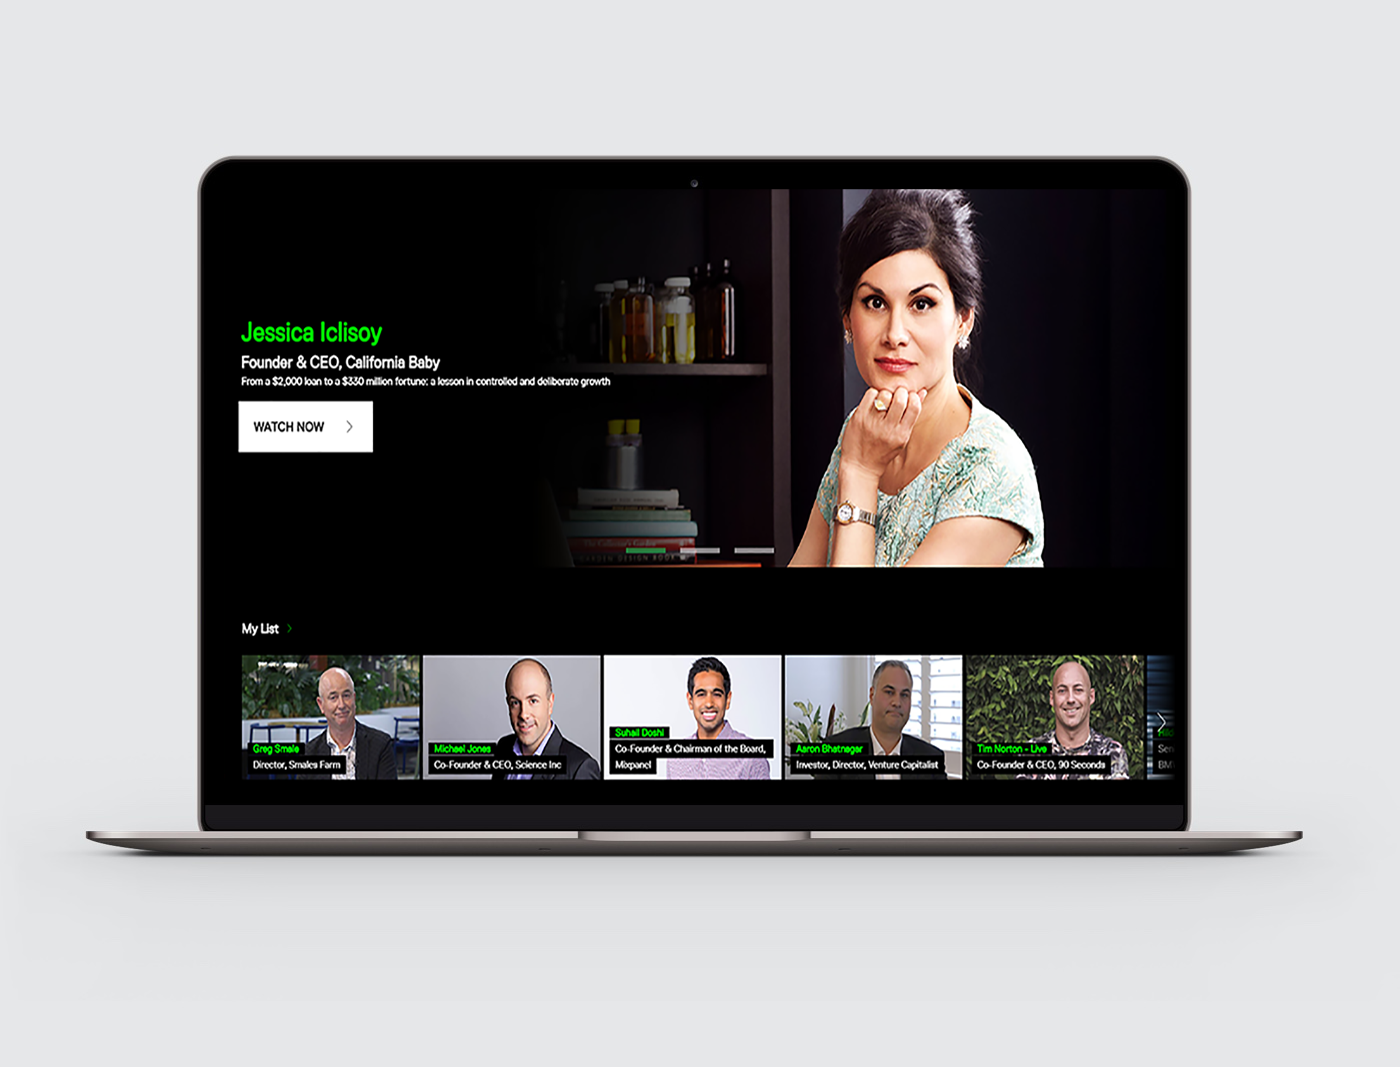 Jessica Iclisoy
Founder & CEO, California Baby
From a $2,000 loan to a $330 million fortune: a lesson in controlled and deliberate growth
WATCH NOW
GARDEN DESIGN BOOK
My List
Greg Smale
Director, Smales Farm
Michael Jones
Co-Founder & CEO, Science Inc
Suhail Doshi
Co-Founder & Chairman of the Board,
Mixpanel
Aaron Bhatnagar
Investor, Director, Venture Capitalist
Tim Norton - Live
Co-Founder & CEO, 90 Seconds